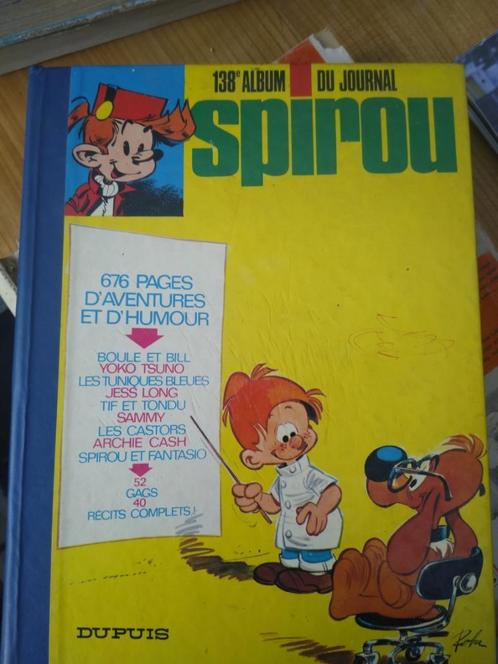 138e ALBUM DU JOURNAL
spirou
676 PAGES
D'AVENTURES
ET D'HUMOUR
BOULE ET BILL
YOKO TSUNO
LES TUNIQUES BLEUES
JESS LONG
TIF ET TONDU
SAMMY
LES CASTORS
ARCHIE CASH
SPIROU ET FANTASIO
52
GAGS
40
RÉCITS COMPLETS!
DUPUIS
Roba